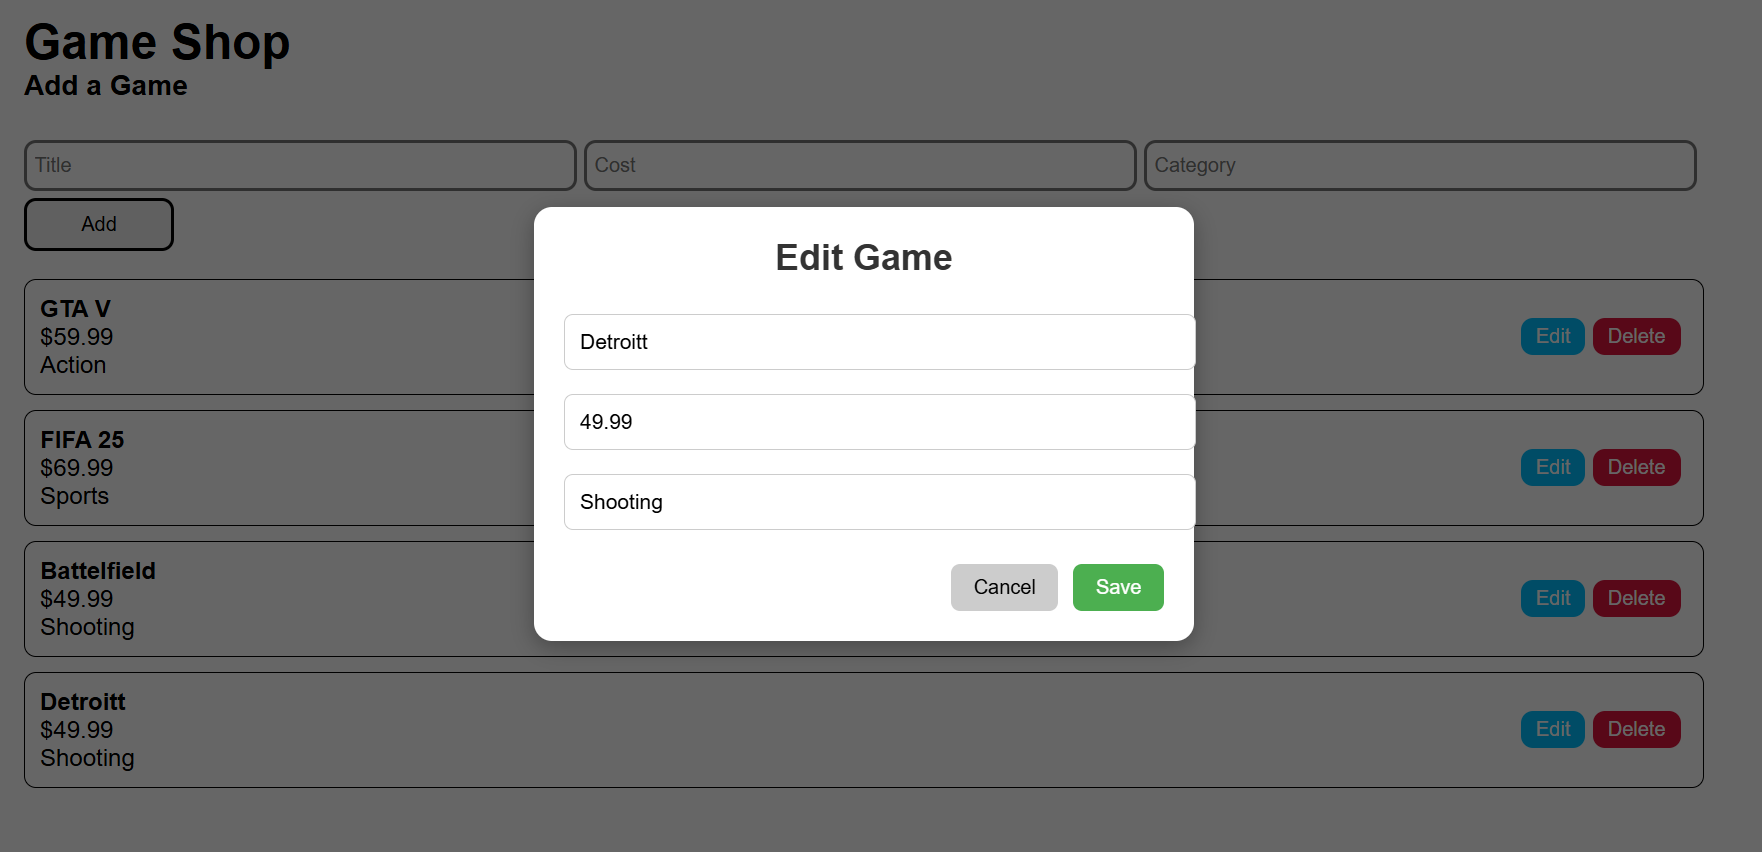 Game Shop
Add a Game
Title
Cost
Category
Add
Edit Game
Detroitt
49.99
Shooting
Cancel
Save
GTA V
$59.99
Action
Edit
Delete
FIFA 25
$69.99
Sports
Edit
Delete
Battelfield
$49.99
Shooting
Edit
Delete
Detroitt
$49.99
Shooting
Edit
Delete